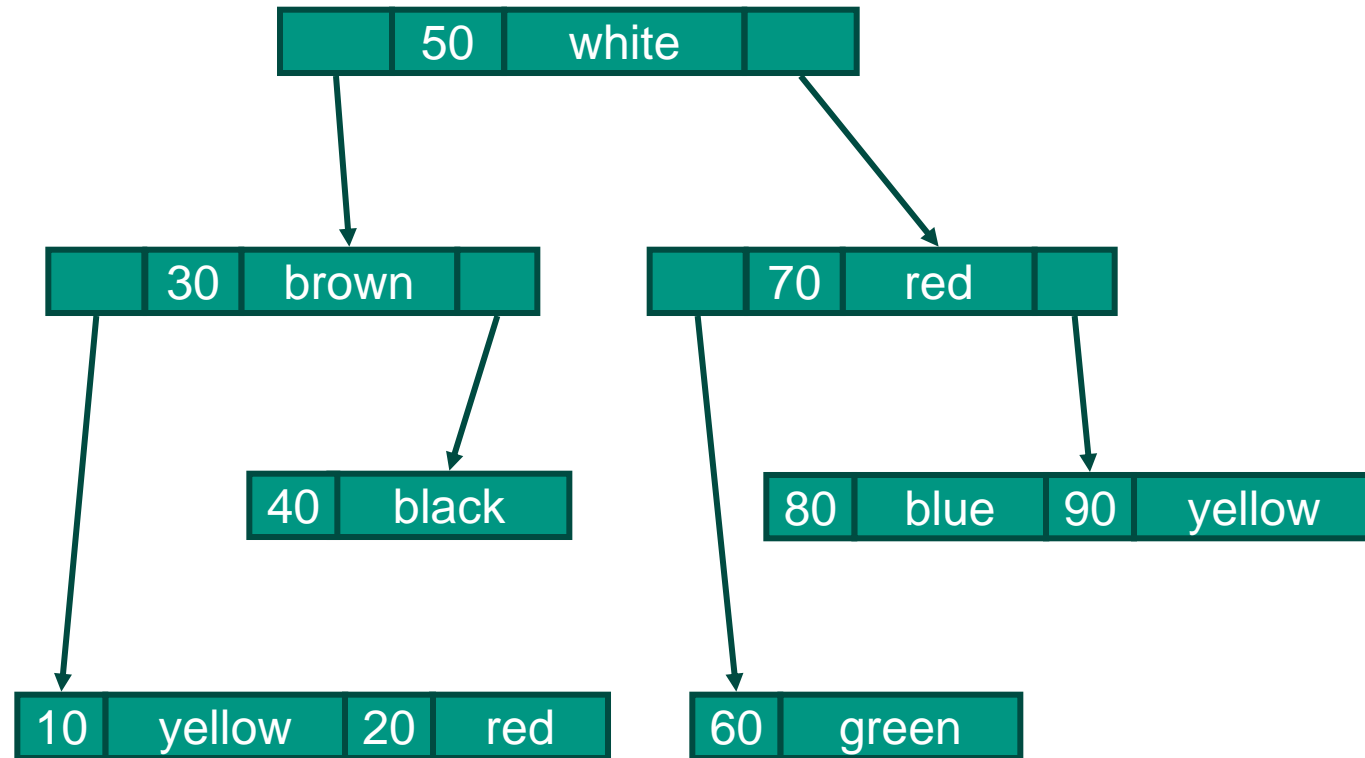 50 white
30 brown
70 red
40 black
80 blue 90 yellow
10 yellow 20 red
60 green